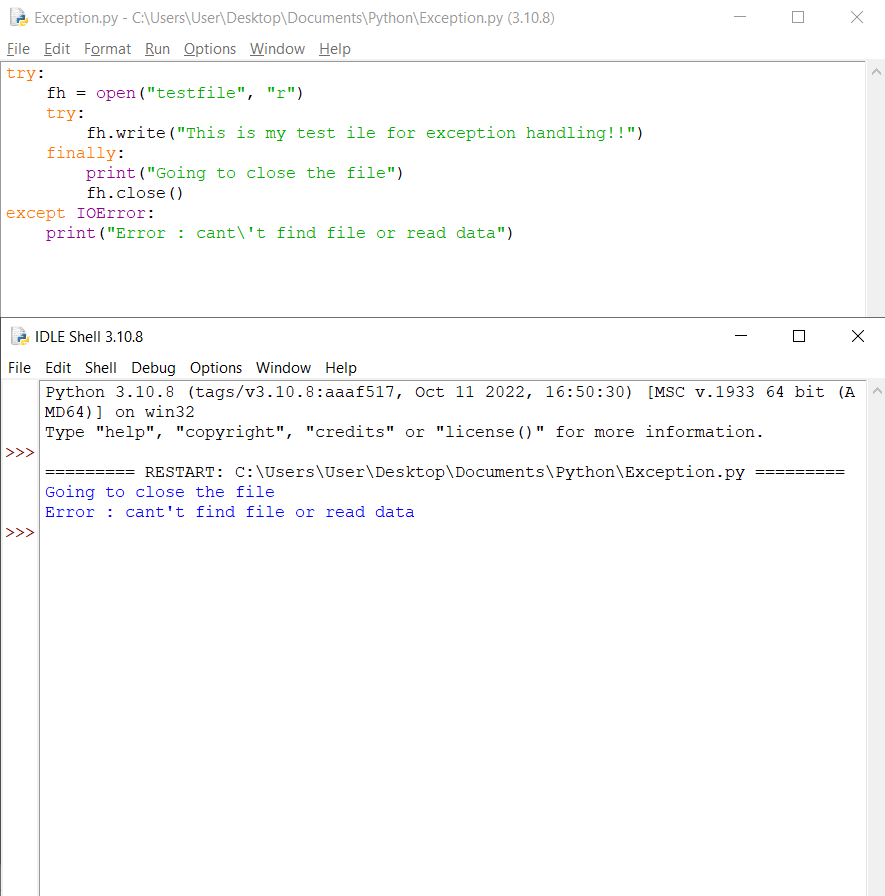 Exception.py - C:\Users\User\Desktop\Documents\Python\Exception.py (3.10.8)
File Edit Format Run Options Window Help
try:
    fh = open("testfile", "r")
    try:
        fh.write("This is my test ile for exception handling!!")
    finally:
        print("Going to close the file")
        fh.close()
except IOError:
    print("Error : cant\'t find file or read data")
IDLE Shell 3.10.8
File Edit Shell Debug Options Window Help
Python 3.10.8 (tags/v3.10.8:aaaf517, Oct 11 2022, 16:50:30) [MSC v.1933 64 bit (A
MD64)] on win32
Type "help", "copyright", "credits" or "license()" for more information.
>>>
========= RESTART: C:\Users\User\Desktop\Documents\Python\Exception.py =========
Going to close the file
Error : cant't find file or read data
>>>